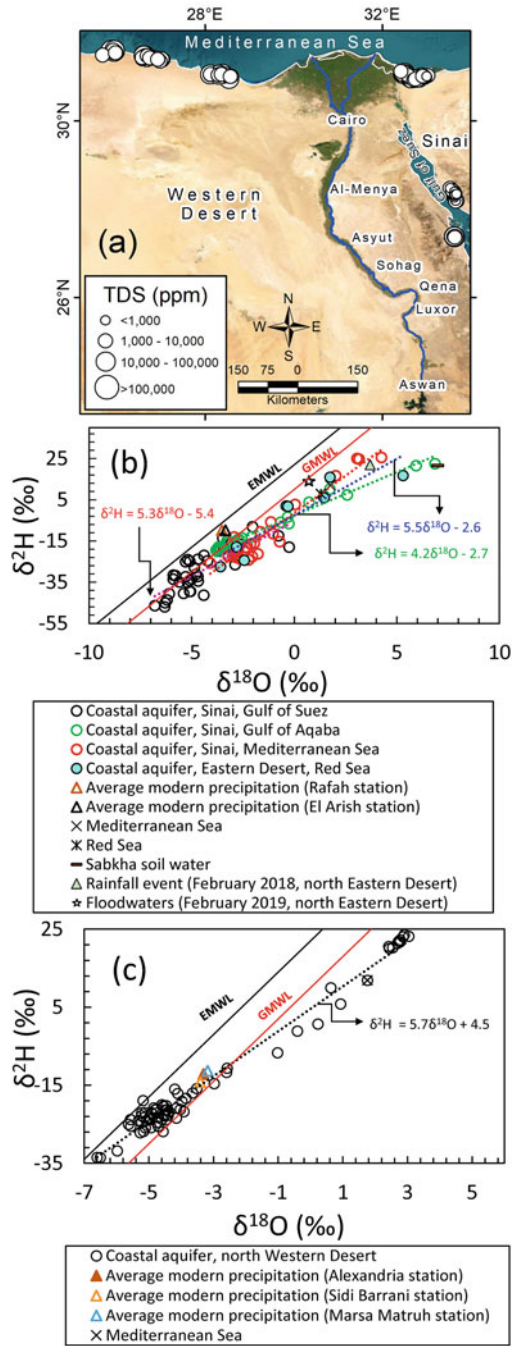 28°E
32°E
Mediterranean Sea
30°N
Cairo
Sinai
Gulf of Suez
Western
Desert
Al-Menya
(a)
Asyut
Sohag
Qena
26°N
Luxor
TDS (ppm)
<1,000
1,000 - 10,000
10,000 - 100,000
>100,000
N
W E
S
150 75 0 150
Kilometers
Aswan
(b)
EMWL
GMWL
δ²H (‰)
25
5
-15
-35
-55
δ²H = 5.3δ¹⁸O - 5.4
δ²H = 5.5δ¹⁸O - 2.6
δ²H = 4.2δ¹⁸O - 2.7
-10 -5 0 5 10
δ¹⁸O (‰)
Coastal aquifer, Sinai, Gulf of Suez
Coastal aquifer, Sinai, Gulf of Aqaba
Coastal aquifer, Sinai, Mediterranean Sea
Coastal aquifer, Eastern Desert, Red Sea
Average modern precipitation (Rafah station)
Average modern precipitation (El Arish station)
Mediterranean Sea
Red Sea
Sabkha soil water
Rainfall event (February 2018, north Eastern Desert)
Floodwaters (February 2019, north Eastern Desert)
(c)
EMWL
GMWL
δ²H (‰)
25
5
-15
-35
δ²H = 5.7δ¹⁸O + 4.5
-7 -5 -3 -1 1 3 5
δ¹⁸O (‰)
Coastal aquifer, north Western Desert
Average modern precipitation (Alexandria station)
Average modern precipitation (Sidi Barrani station)
Average modern precipitation (Marsa Matruh station)
Mediterranean Sea